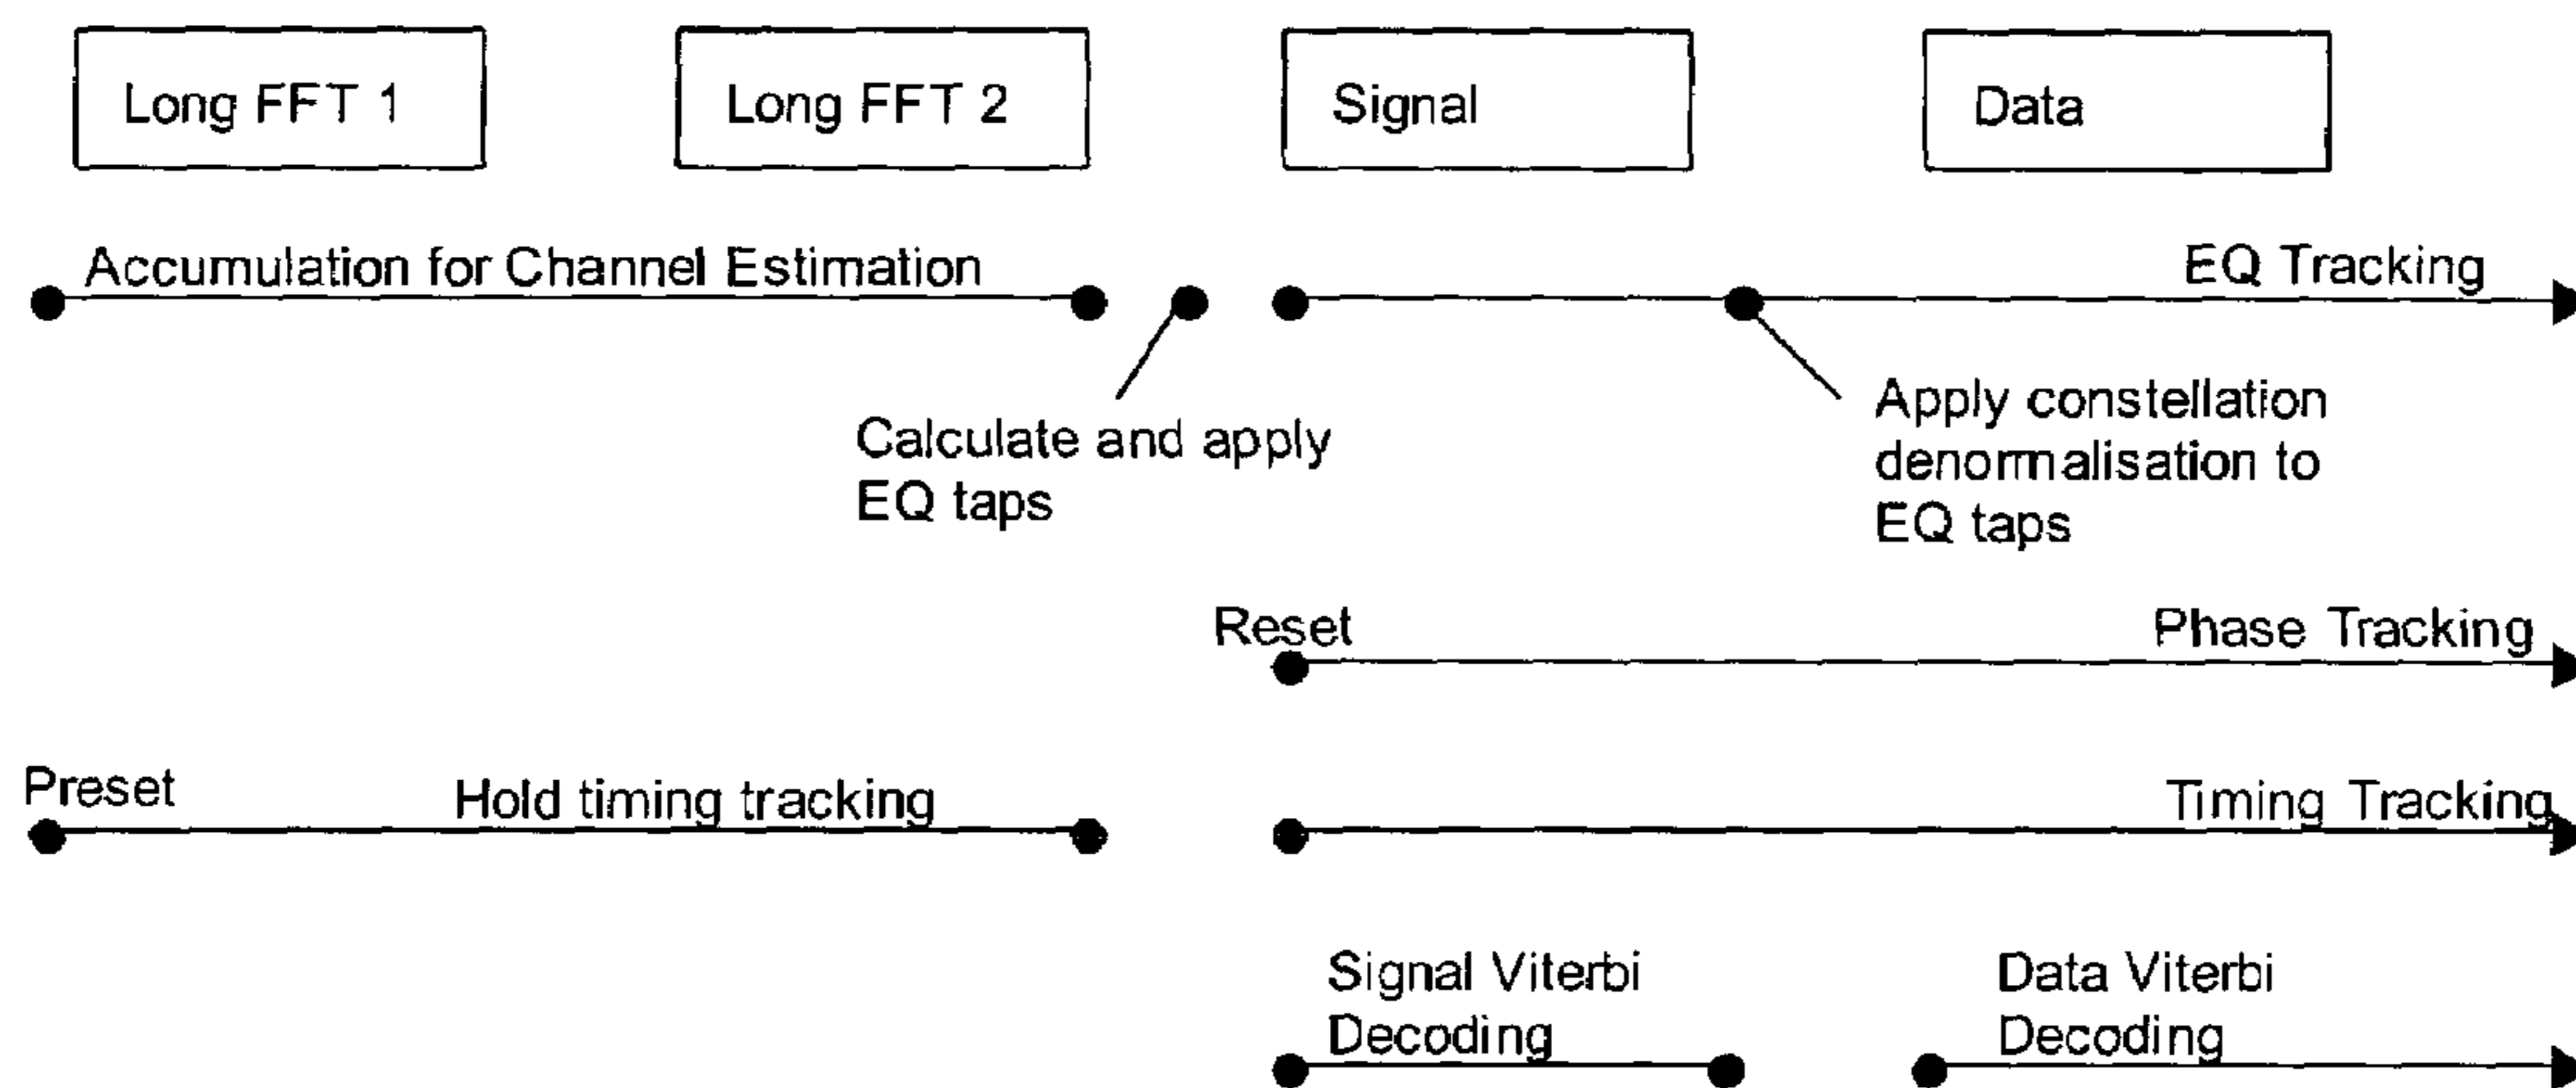 Long FFT 1
Long FFT 2
Signal
Data
Accumulation for Channel Estimation
EQ Tracking
Calculate and apply
EQ taps
Apply constellation
denormalisation to
EQ taps
Reset
Phase Tracking
Preset
Hold timing tracking
Timing Tracking
Signal Viterbi
Decoding
Data Viterbi
Decoding